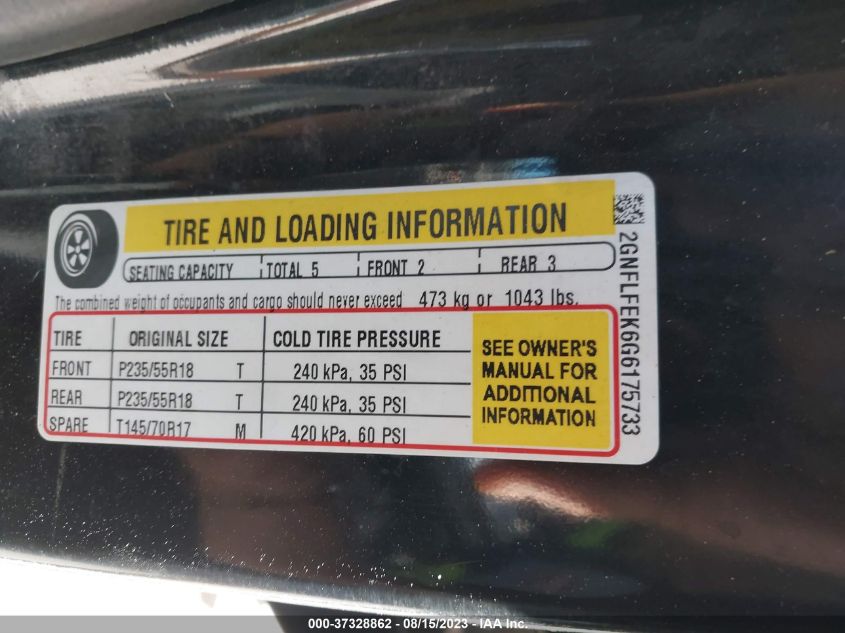 TIRE AND LOADING INFORMATION
SEATING CAPACITY TOTAL 5 FRONT 2 REAR 3
The combined weight of occupants and cargo should never exceed 473 kg or 1043 lbs.
TIRE ORIGINAL SIZE COLD TIRE PRESSURE
FRONT P235/55R18 T 240 kPa, 35 PSI
REAR P235/55R18 T 240 kPa, 35 PSI
SPARE T145/70R17 M 420 kPa, 60 PSI
SEE OWNER'S
MANUAL FOR
ADDITIONAL
INFORMATION
2GNFLFEK6G6175733
000-37328862 - 08/15/2023 - IAA Inc.